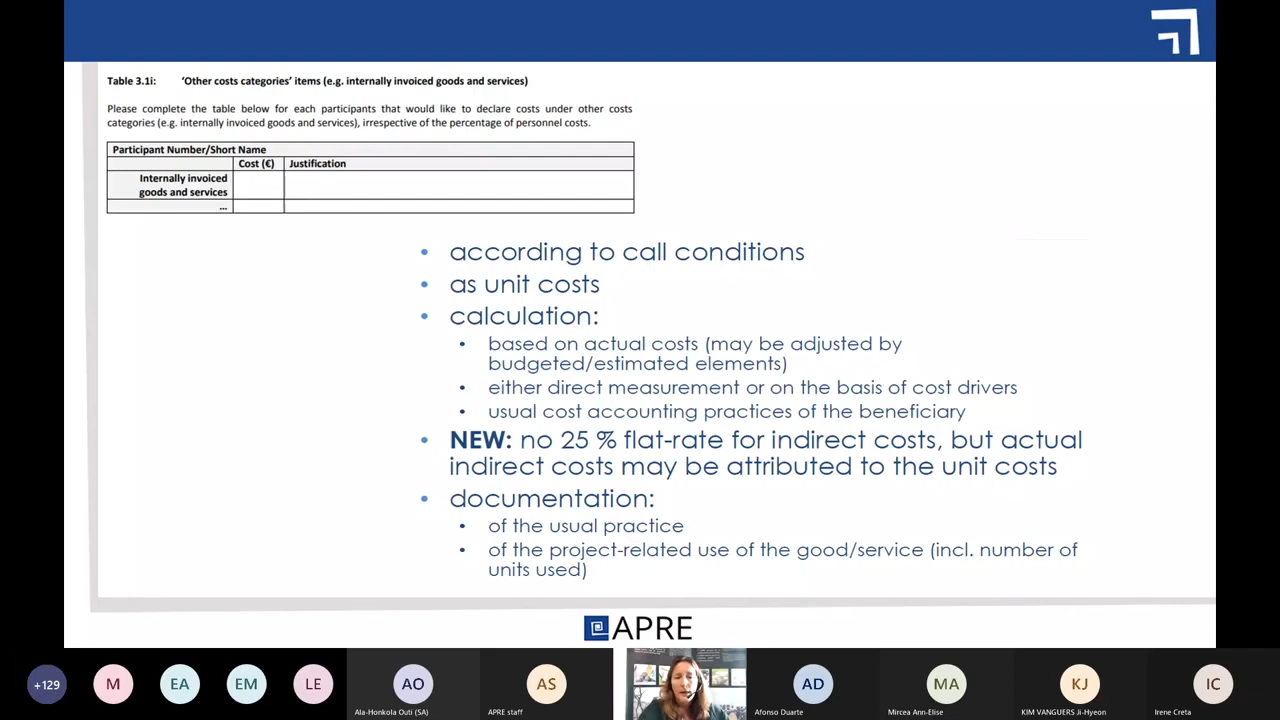 Table 3.1i: 'Other costs categories' items (e.g. internally invoiced goods and services)
Please complete the table below for each participants that would like to declare costs under other costs
categories (e.g. internally invoiced goods and services), irrespective of the percentage of personnel costs.
Participant Number/Short Name
Cost (€) Justification
Internally invoiced
goods and services
...
• according to call conditions
• as unit costs
• calculation:
• based on actual costs (may be adjusted by
budgeted/estimated elements)
• either direct measurement or on the basis of cost drivers
• usual cost accounting practices of the beneficiary
• NEW: no 25 % flat-rate for indirect costs, but actual
indirect costs may be attributed to the unit costs
• documentation:
• of the usual practice
• of the project-related use of the good/service (incl. number of
units used)
APRE
+129 M EA EM LE AO AS AD MA KJ IC
Ala-Honkola Outi (SA) APRE staff Afonso Duarte Mircea Ann-Elise KIM VANGUERS Ji-Hyeon Irene Creta